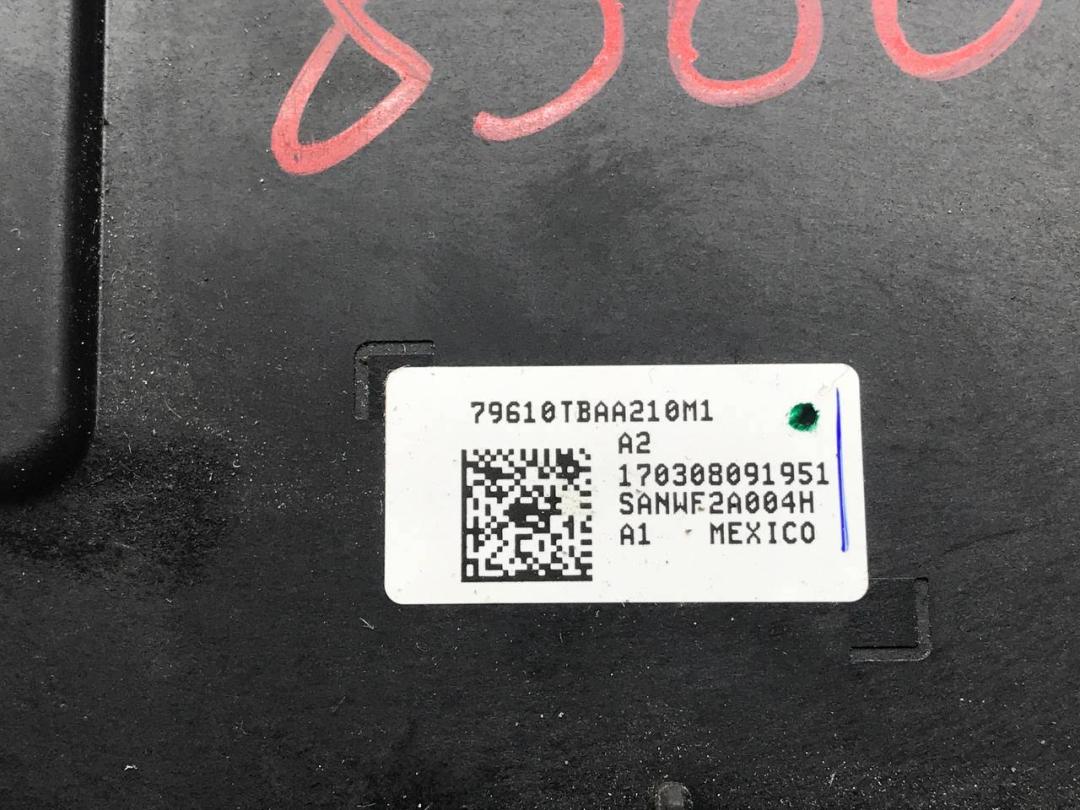 79610TBAA210M1
A2
170308091951
SANWF2A004H
A1 MEXICO